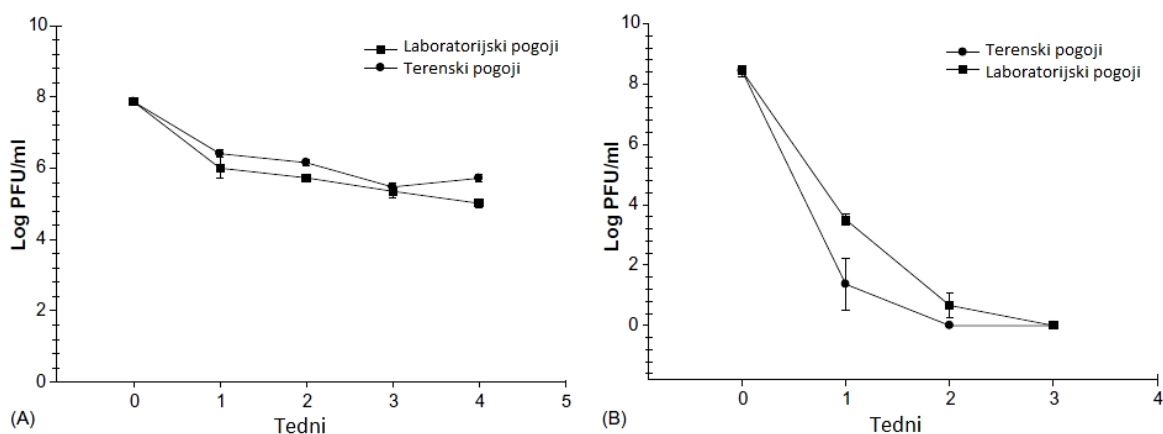 10
8
6
4
2
0
Log PFU/ml
Laboratorijski pogoji
Terenski pogoji
0 1 2 3 4 5
(A)
Tedni
10
8
6
4
2
0
Log PFU/ml
Terenski pogoji
Laboratorijski pogoji
0 1 2 3 4
(B)
Tedni